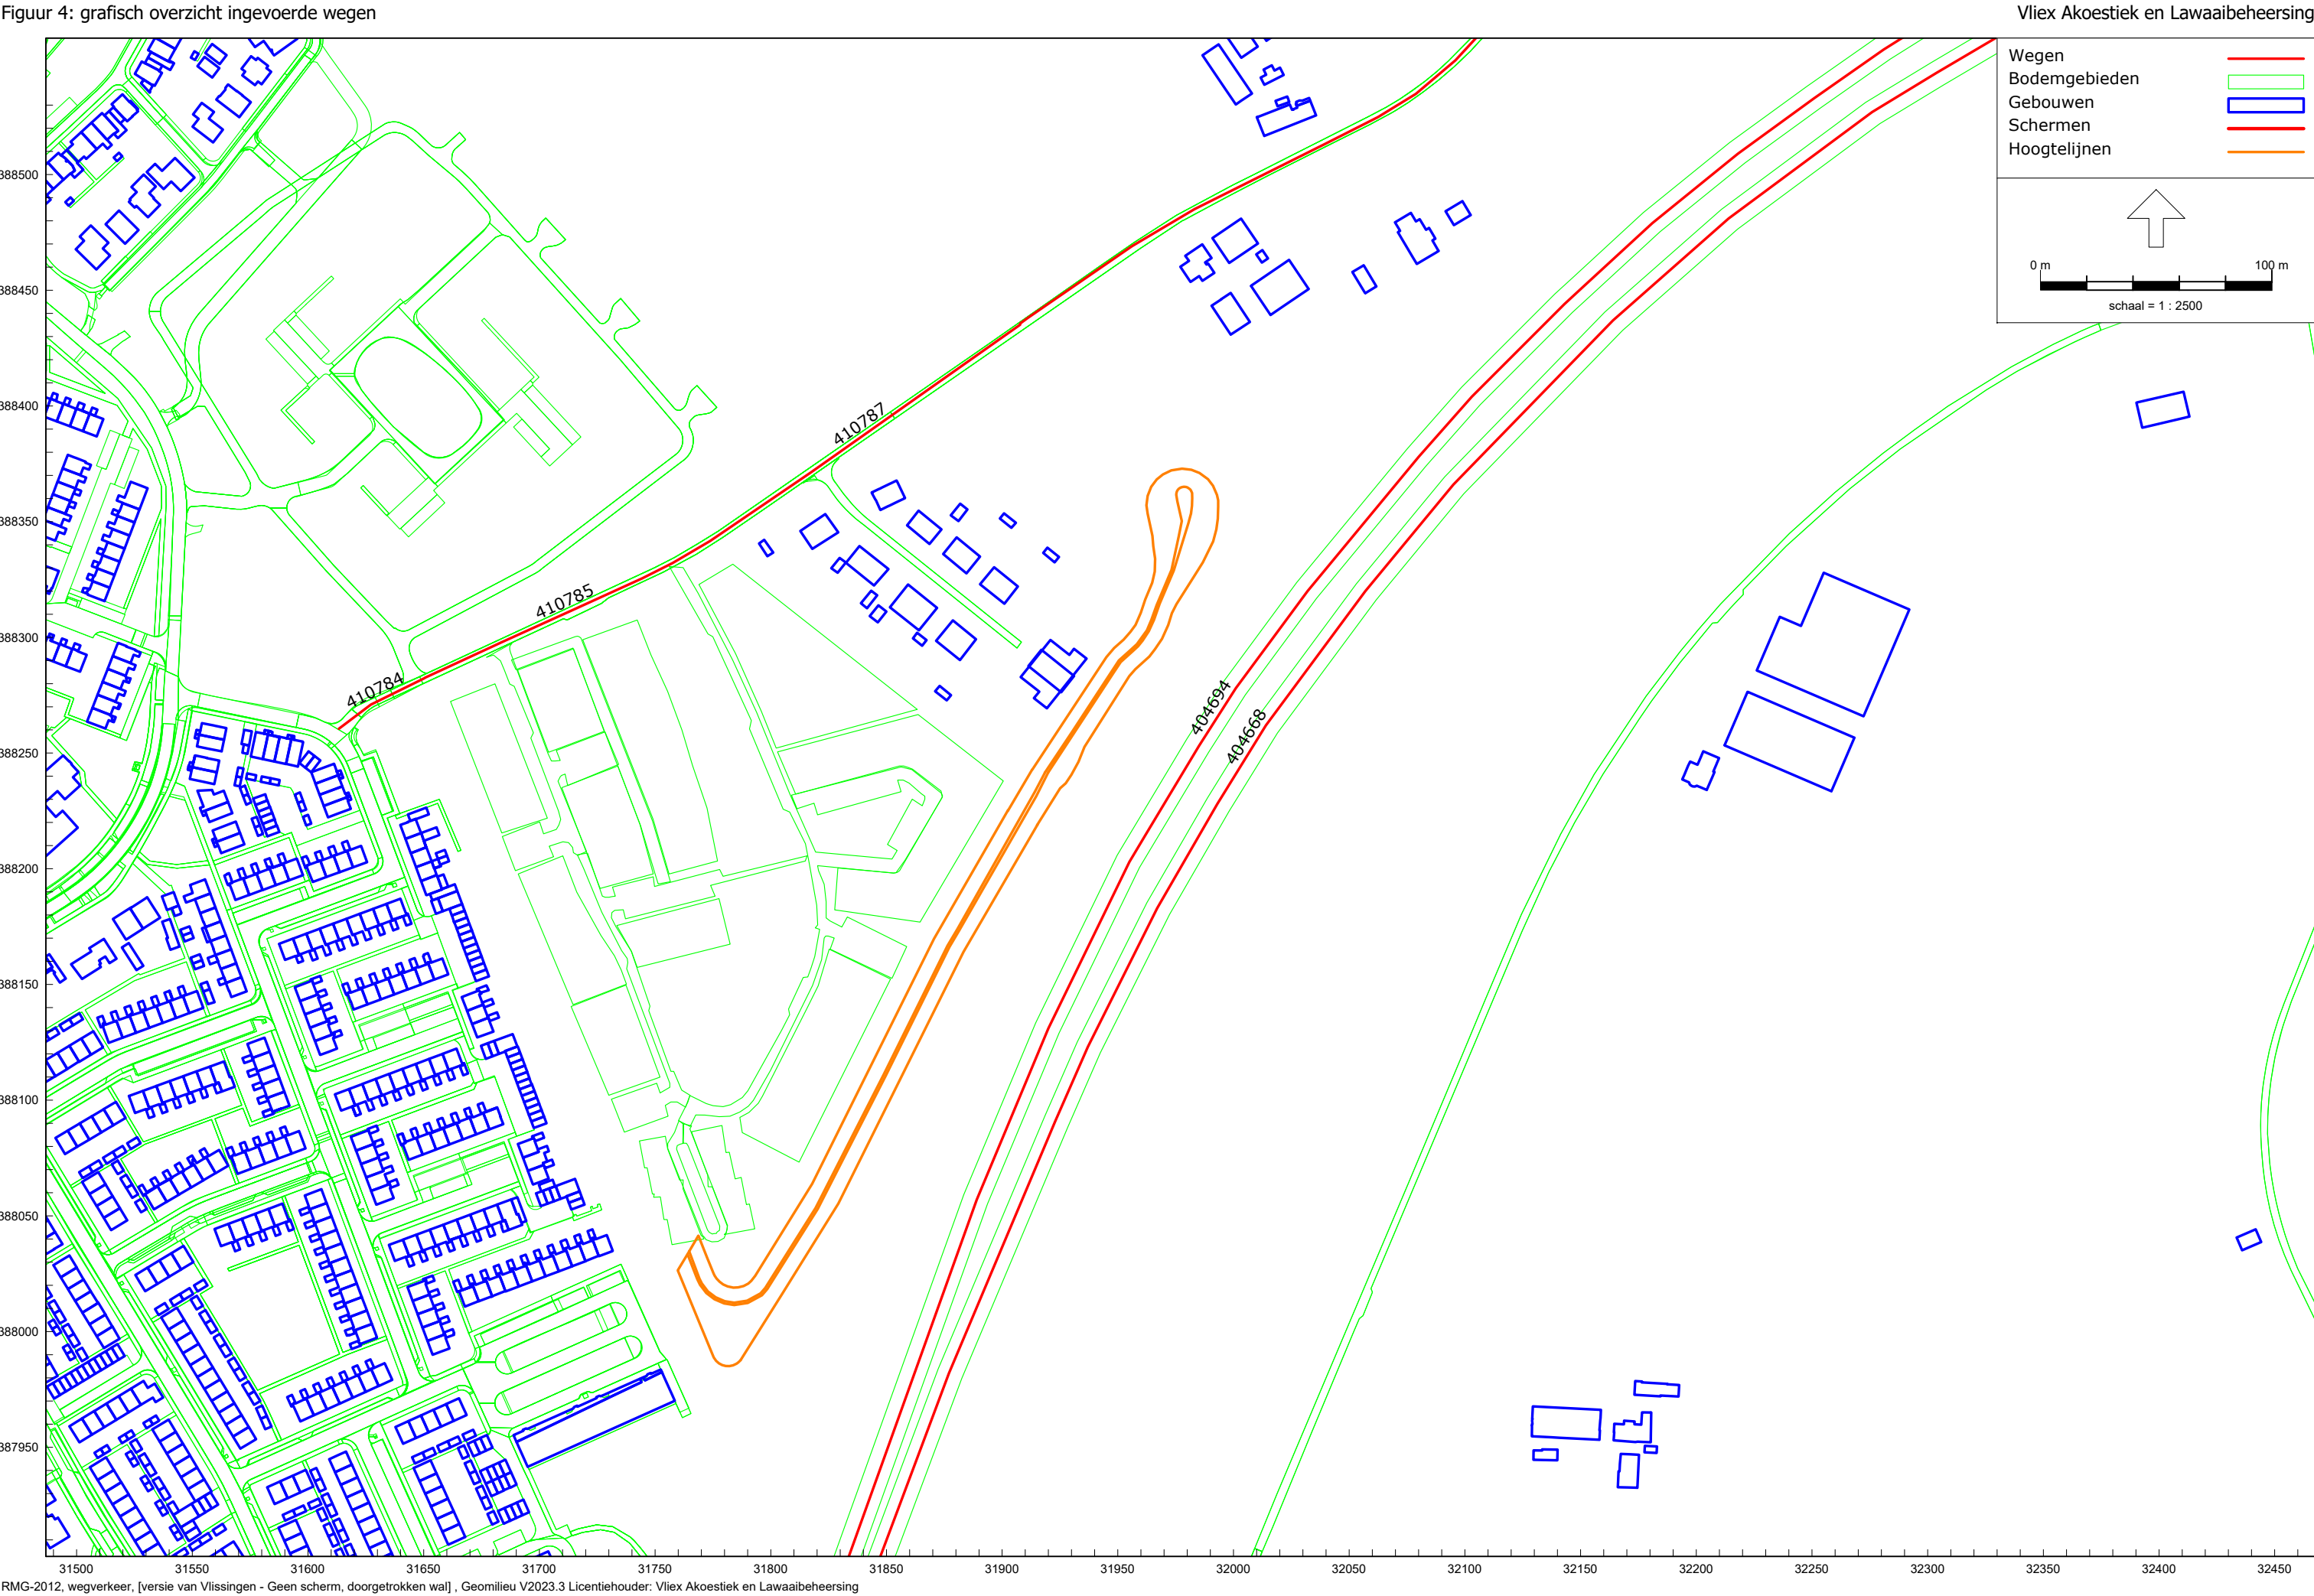 Figuur 4: grafisch overzicht ingevoerde wegen
Vliex Akoestiek en Lawaaibeheersing
Wegen
Bodemgebieden
Gebouwen
Schermen
Hoogtelijnen
0 m
100 m
schaal = 1 : 2500
410787
410785
410784
404694
404668
388500
388450
388400
388350
388300
388250
388200
388150
388100
388050
388000
387950
31500 31550 31600 31650 31700 31750 31800 31850 31900 31950 32000 32050 32100 32150 32200 32250 32300 32350 32400 32450
RMG-2012, wegverkeer, [versie van Vlissingen - Geen scherm, doorgetrokken wal] , Geomilieu V2023.3 Licentiehouder: Vliex Akoestiek en Lawaaibeheersing